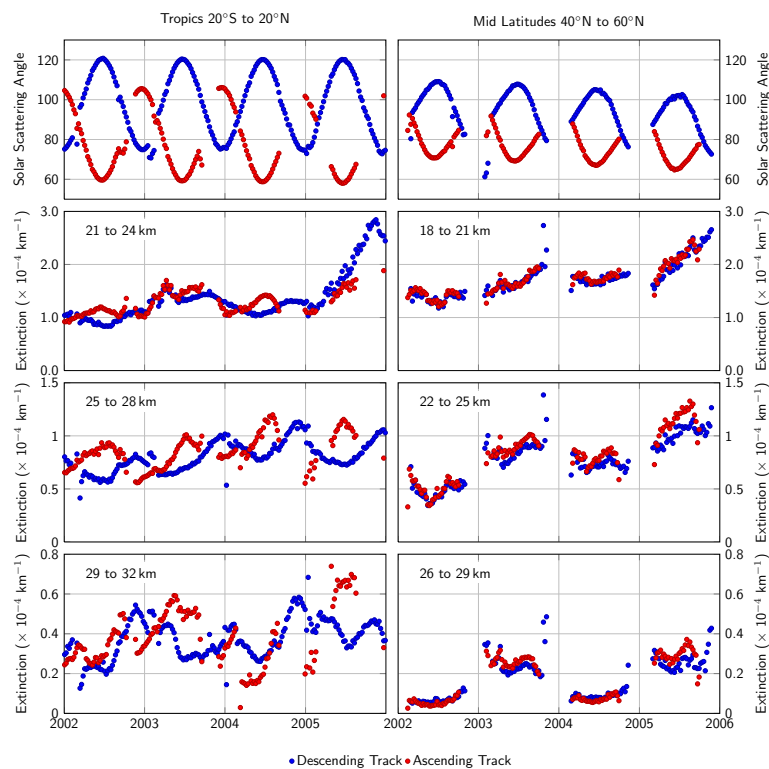 Tropics 20°S to 20°N
Mid Latitudes 40°N to 60°N
Solar Scattering Angle
120
100
80
60
120
100
80
60
Solar Scattering Angle
Extinction (× 10⁻⁴ km⁻¹)
3.0
2.0
1.0
0.0
21 to 24 km
18 to 21 km
3.0
2.0
1.0
0.0
Extinction (× 10⁻⁴ km⁻¹)
Extinction (× 10⁻⁴ km⁻¹)
1.5
1
0.5
0
25 to 28 km
22 to 25 km
1.5
1
0.5
0
Extinction (× 10⁻⁴ km⁻¹)
Extinction (× 10⁻⁴ km⁻¹)
0.8
0.6
0.4
0.2
0
29 to 32 km
26 to 29 km
0.8
0.6
0.4
0.2
0
Extinction (× 10⁻⁴ km⁻¹)
2002 2003 2004 2005 2002 2003 2004 2005 2006
Descending Track Ascending Track